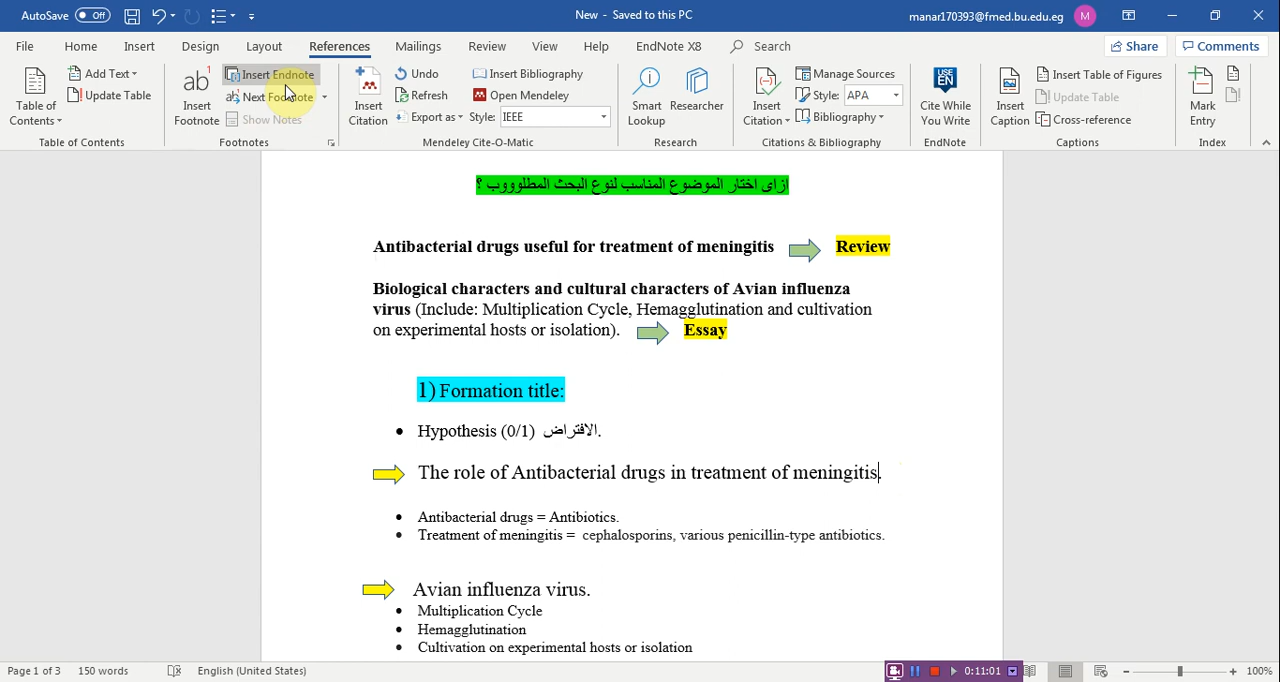 AutoSave Off New - Saved to this PC manar170393@fmed.bu.edu.eg M
File Home Insert Design Layout References Mailings Review View Help EndNote X8 Search Share Comments
Table of Contents
Add Text
Update Table
Table of Contents
ab
Insert Footnote
Insert Endnote
Next Footnote
Show Notes
Footnotes
Insert Citation
Undo
Refresh
Export as
Insert Bibliography
Open Mendeley
Style: IEEE
Mendeley Cite-O-Matic
Smart Lookup
Researcher
Research
Insert Citation
Manage Sources
Style: APA
Bibliography
Citations & Bibliography
USE EN
Cite While You Write
EndNote
Insert Caption
Insert Table of Figures
Update Table
Cross-reference
Captions
Mark Entry
Index
ازاى اختار الموضوع المناسب لنوع البحث المطلوووب ؟
Antibacterial drugs useful for treatment of meningitis Review
Biological characters and cultural characters of Avian influenza
virus (Include: Multiplication Cycle, Hemagglutination and cultivation
on experimental hosts or isolation). Essay
1) Formation title:
• Hypothesis (0/1) الافتراض.
The role of Antibacterial drugs in treatment of meningitis.
• Antibacterial drugs = Antibiotics.
• Treatment of meningitis = cephalosporins, various penicillin-type antibiotics.
Avian influenza virus.
• Multiplication Cycle
• Hemagglutination
• Cultivation on experimental hosts or isolation
Page 1 of 3 150 words English (United States) 0:11:01 100%